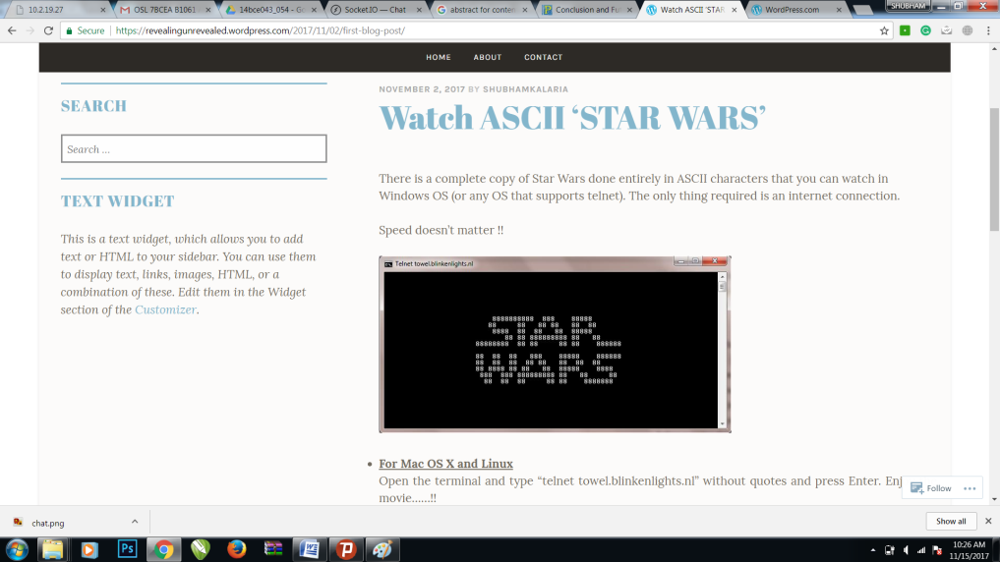 10.2.19.27
OSL 7BCEA B1061
14bce043_054 - G
Socket.IO — Chat
abstract for conten
Conclusion and Fu
Watch ASCII ‘STAR
WordPress.com
SHUBHAM
Secure
https://revealingunrevealed.wordpress.com/2017/11/02/first-blog-post/
HOME ABOUT CONTACT
SEARCH
Search …
TEXT WIDGET
This is a text widget, which allows you to add
text or HTML to your sidebar. You can use them
to display text, links, images, HTML, or a
combination of these. Edit them in the Widget
section of the Customizer.
NOVEMBER 2, 2017 BY SHUBHAMKALARIA
Watch ASCII ‘STAR WARS’
There is a complete copy of Star Wars done entirely in ASCII characters that you can watch in
Windows OS (or any OS that supports telnet). The only thing required is an internet connection.
Speed doesn’t matter !!
Telnet towel.blinkenlights.nl
STAR
WARS
For Mac OS X and Linux
Open the terminal and type “telnet towel.blinkenlights.nl” without quotes and press Enter. Enj
movie……!!
Follow
chat.png
Show all
Ps
W
P
10:26 AM
11/15/2017